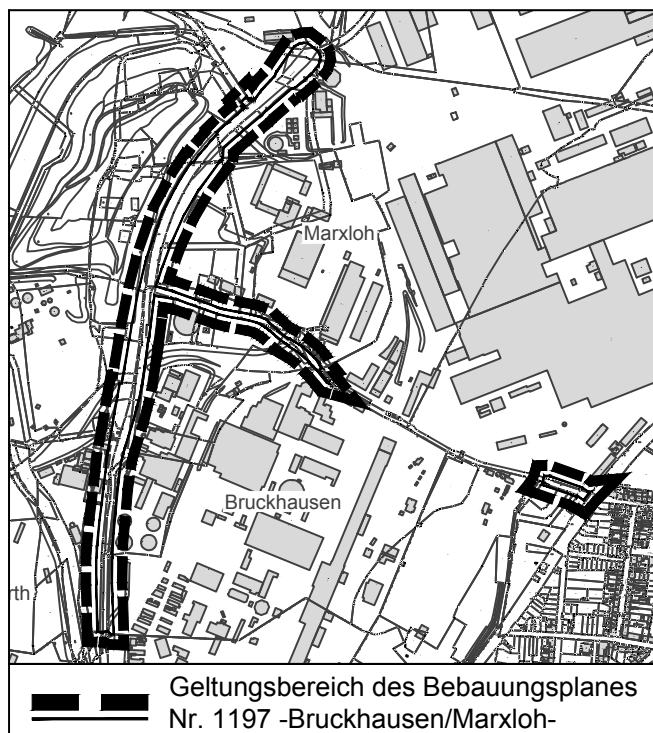 Marxloh
Bruckhausen
rth
Geltungsbereich des Bebauungsplanes
Nr. 1197 -Bruckhausen/Marxloh-